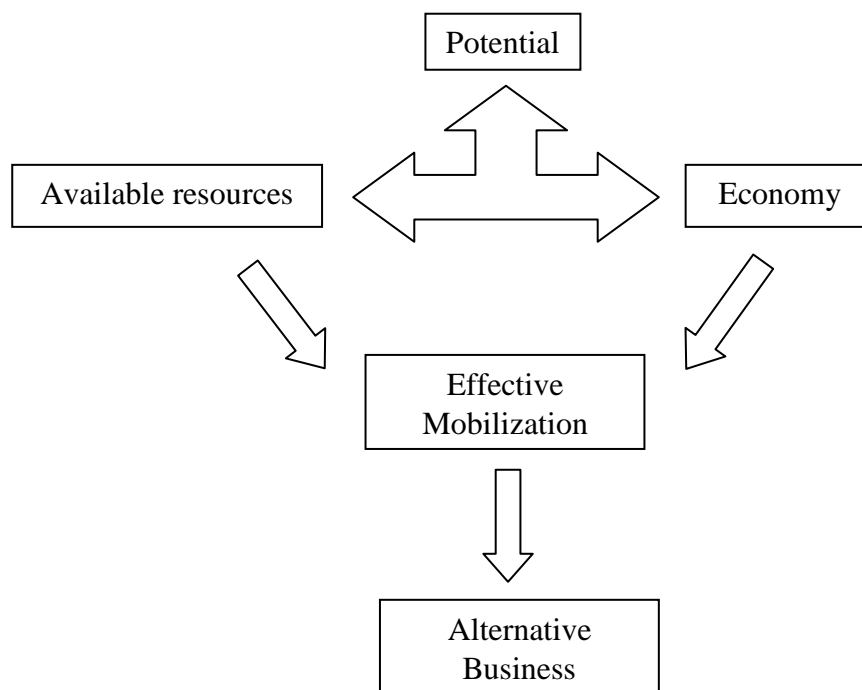 Potential
Available resources
Economy
Effective
Mobilization
Alternative
Business